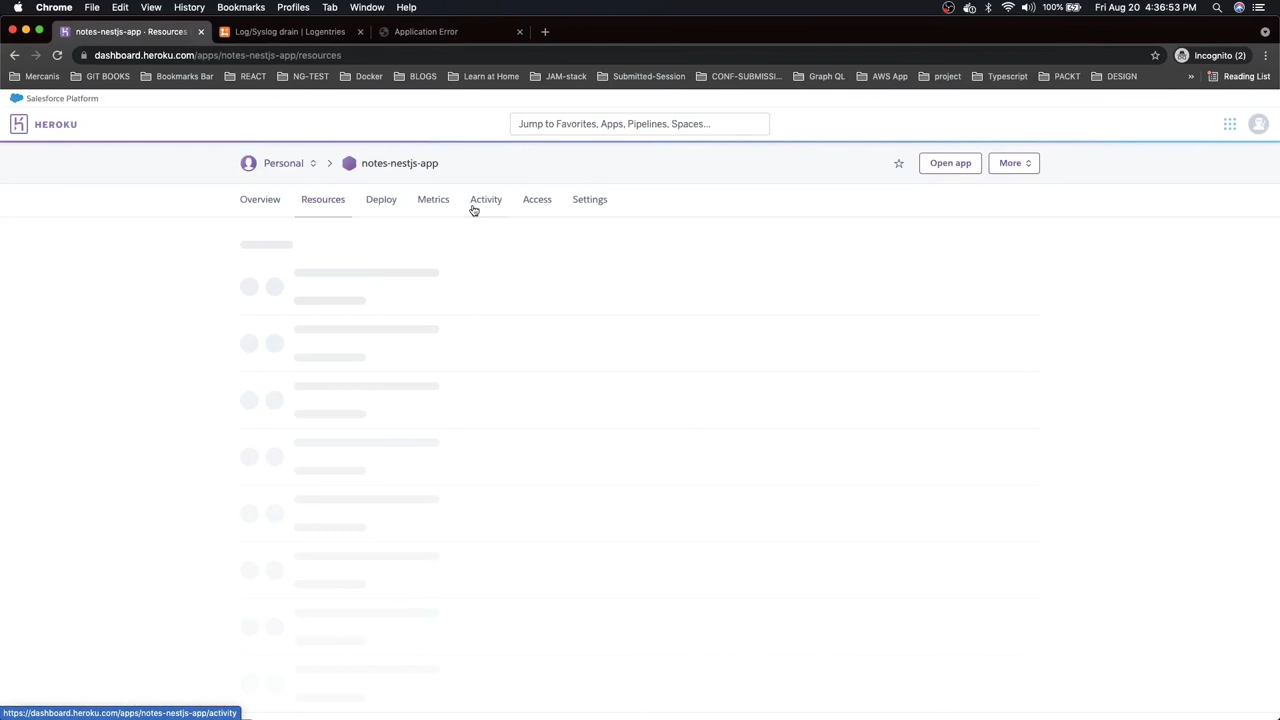 Chrome File Edit View History Bookmarks Profiles Tab Window Help 100% Fri Aug 20 4:36:53 PM
notes-nestjs-app · Resources Log/Syslog drain | Logentries Application Error
dashboard.heroku.com/apps/notes-nestjs-app/resources Incognito (2)
Mercanis GIT BOOKS Bookmarks Bar REACT NG-TEST Docker BLOGS Learn at Home JAM-stack Submitted-Session CONF-SUBMISSI... Graph QL AWS App project Typescript PACKT DESIGN » Reading List
Salesforce Platform
HEROKU Jump to Favorites, Apps, Pipelines, Spaces...
Personal notes-nestjs-app Open app More
Overview Resources Deploy Metrics Activity Access Settings
https://dashboard.heroku.com/apps/notes-nestjs-app/activity